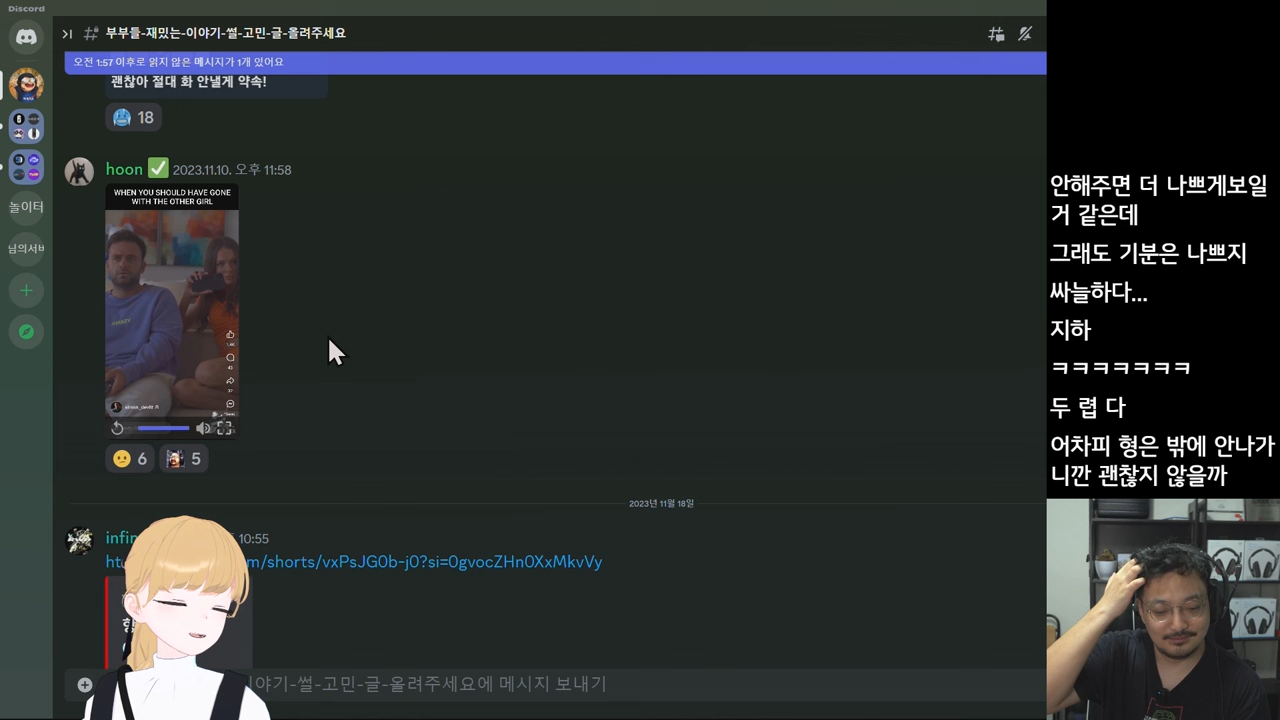 Discord
부부들-재밌는-이야기-썰-고민-글-올려주세요
오전 1:57 이후로 읽지 않은 메시지가 1개 있어요
괜찮아 절대 화 안낼게 약속!
18
hoon 2023.11.10. 오후 11:58
WHEN YOU SHOULD HAVE GONE
WITH THE OTHER GIRL
6
5
2023년 11월 18일
infin
10:55
m/shorts/vxPsJG0b-j0?si=0gvocZHn0XxMkvVy
이야기-썰-고민-글-올려주세요에 메시지 보내기
놀이터
님의서버
안해주면 더 나쁘게보일
거 같은데
그래도 기분은 나쁘지
싸늘하다...
지하
ㅋㅋㅋㅋㅋㅋㅋ
두 렵 다
어차피 형은 밖에 안나가
니깐 괜찮지 않을까